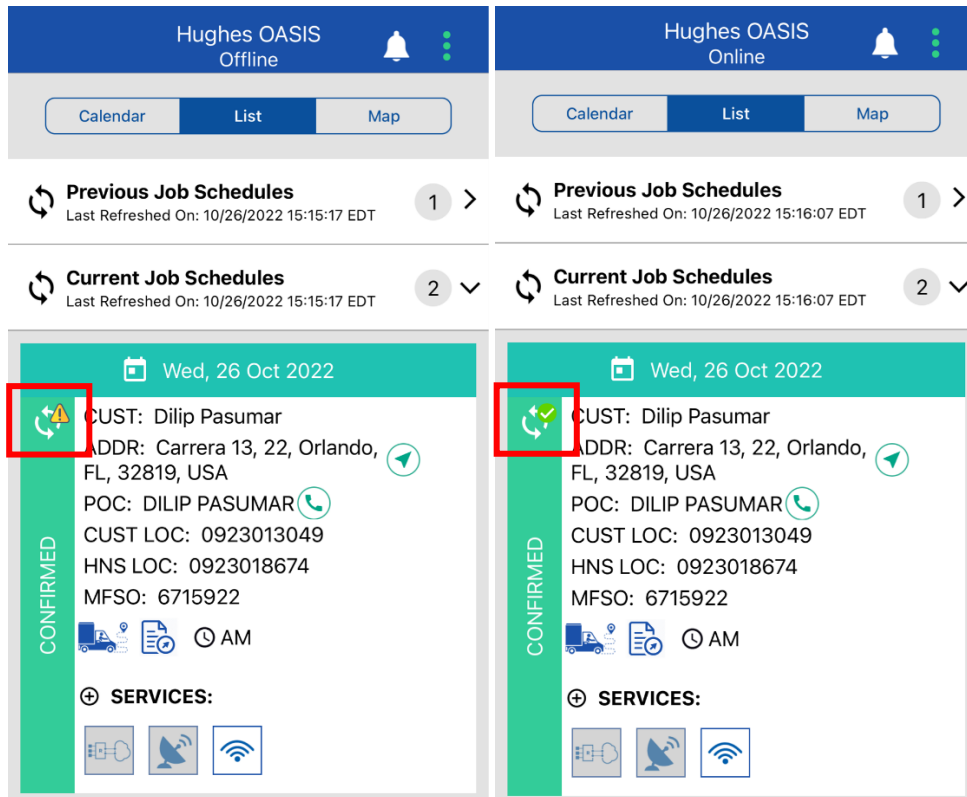 Hughes OASIS
Offline
Calendar List Map
Previous Job Schedules
Last Refreshed On: 10/26/2022 15:15:17 EDT
1
Current Job Schedules
Last Refreshed On: 10/26/2022 15:15:17 EDT
2
Wed, 26 Oct 2022
CONFIRMED
CUST: Dilip Pasumar
ADDR: Carrera 13, 22, Orlando,
FL, 32819, USA
POC: DILIP PASUMAR
CUST LOC: 0923013049
HNS LOC: 0923018674
MFSO: 6715922
AM
SERVICES:
Hughes OASIS
Online
Calendar List Map
Previous Job Schedules
Last Refreshed On: 10/26/2022 15:16:07 EDT
1
Current Job Schedules
Last Refreshed On: 10/26/2022 15:16:07 EDT
2
Wed, 26 Oct 2022
CONFIRMED
CUST: Dilip Pasumar
ADDR: Carrera 13, 22, Orlando,
FL, 32819, USA
POC: DILIP PASUMAR
CUST LOC: 0923013049
HNS LOC: 0923018674
MFSO: 6715922
AM
SERVICES: